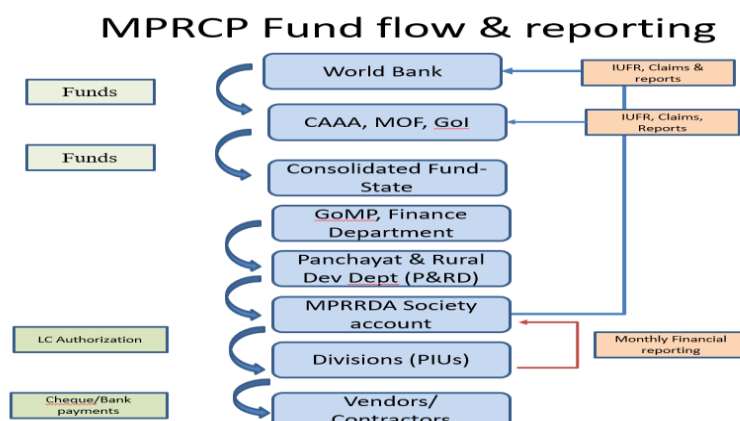 MPRCP Fund flow & reporting
World Bank
IUFR, Claims &
reports
Funds
CAAA, MOF, GoI
IUFR, Claims,
Reports
Funds
Consolidated Fund-
State
GoMP, Finance
Department
Panchayat & Rural
Dev Dept (P&RD)
MPRRDA Society
account
LC Authorization
Monthly Financial
reporting
Divisions (PIUs)
Cheque/Bank
payments
Vendors/
Contractors